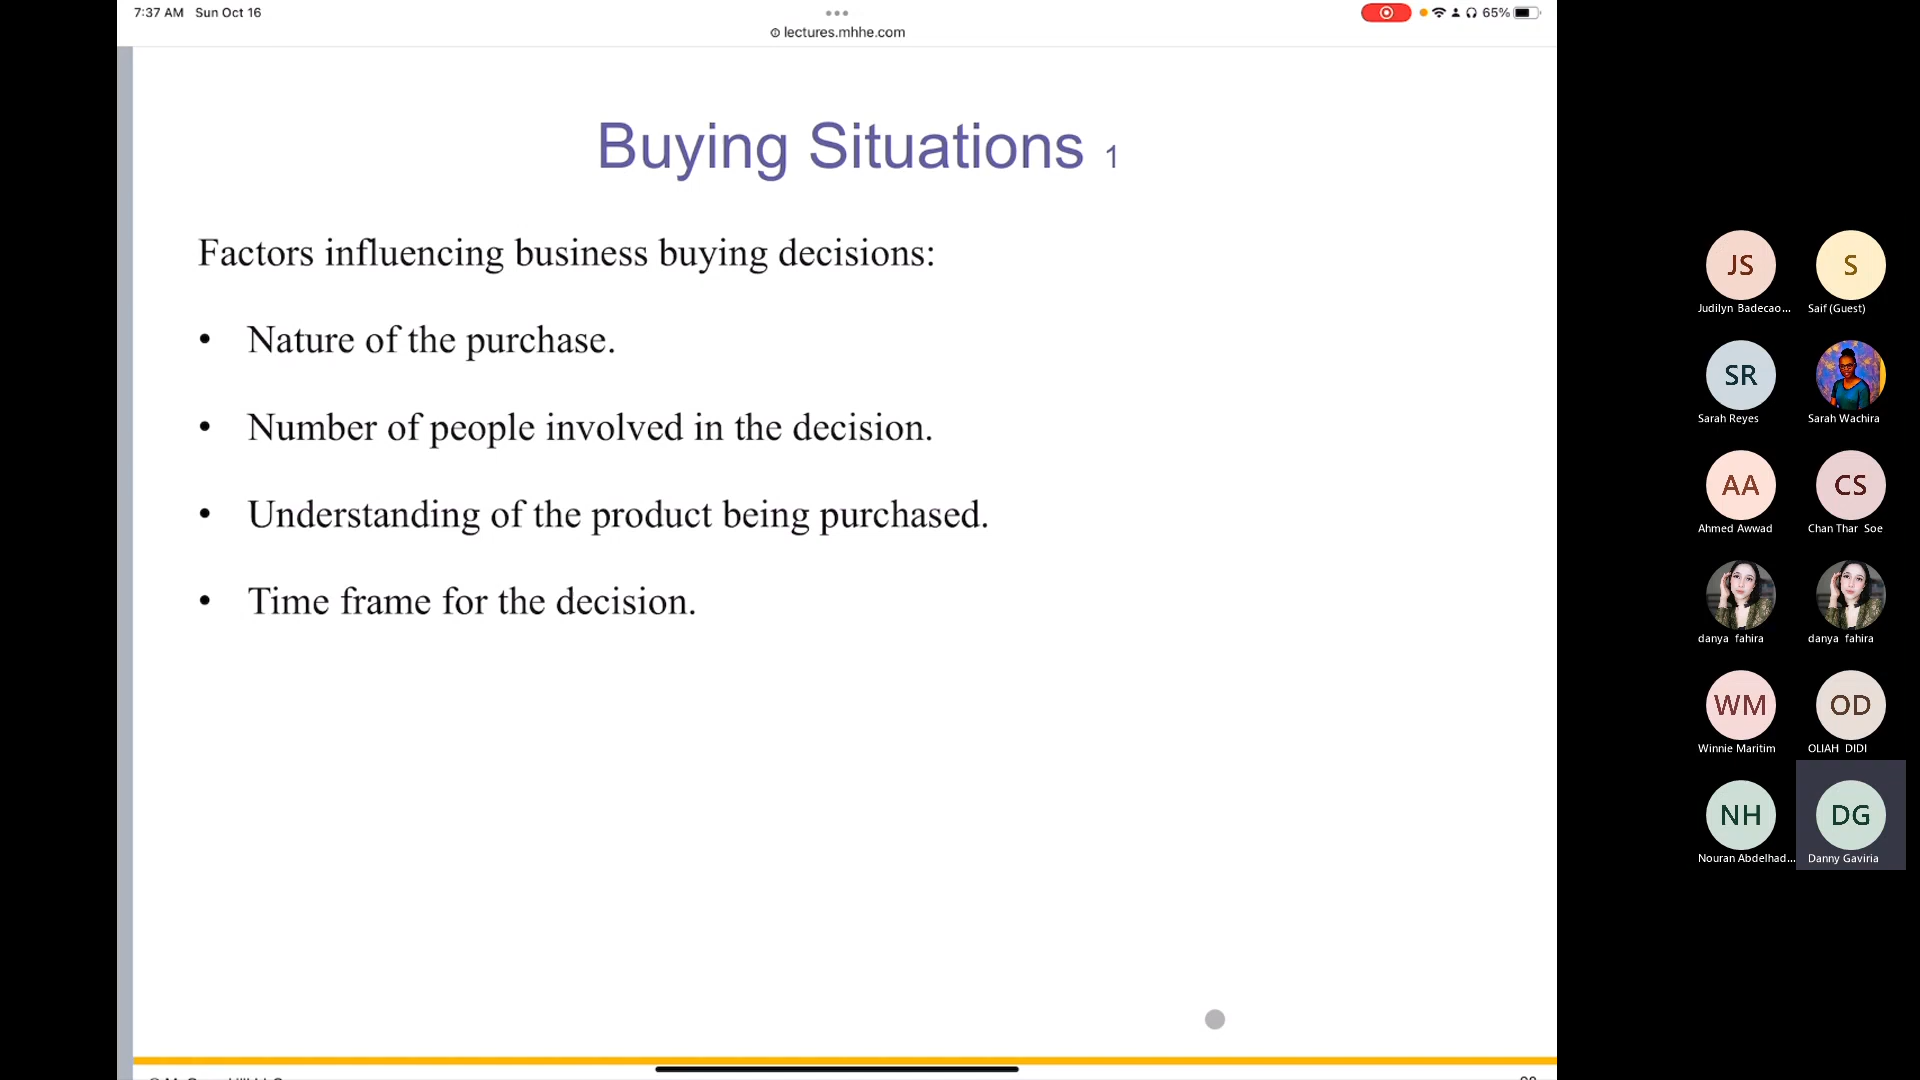 7:37 AM Sun Oct 16
65%
lectures.mhhe.com
Buying Situations 1
Factors influencing business buying decisions:
• Nature of the purchase.
• Number of people involved in the decision.
• Understanding of the product being purchased.
• Time frame for the decision.
JS
S
Judilyn Badecao...
Saif (Guest)
SR
Sarah Reyes
Sarah Wachira
AA
CS
Ahmed Awwad
Chan Thar Soe
danya fahira
danya fahira
WM
OD
Winnie Maritim
OLIAH DIDI
NH
DG
Nouran Abdelhad...
Danny Gaviria